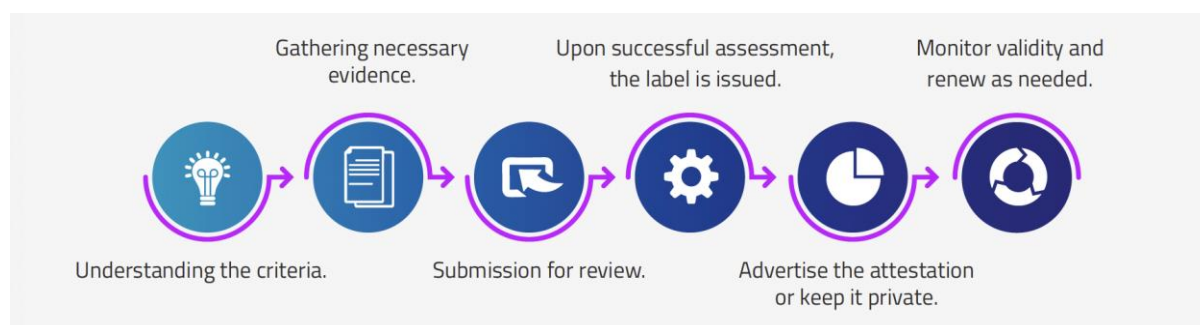 Gathering necessary
evidence.
Upon successful assessment,
the label is issued.
Monitor validity and
renew as needed.
Understanding the criteria.
Submission for review.
Advertise the attestation
or keep it private.